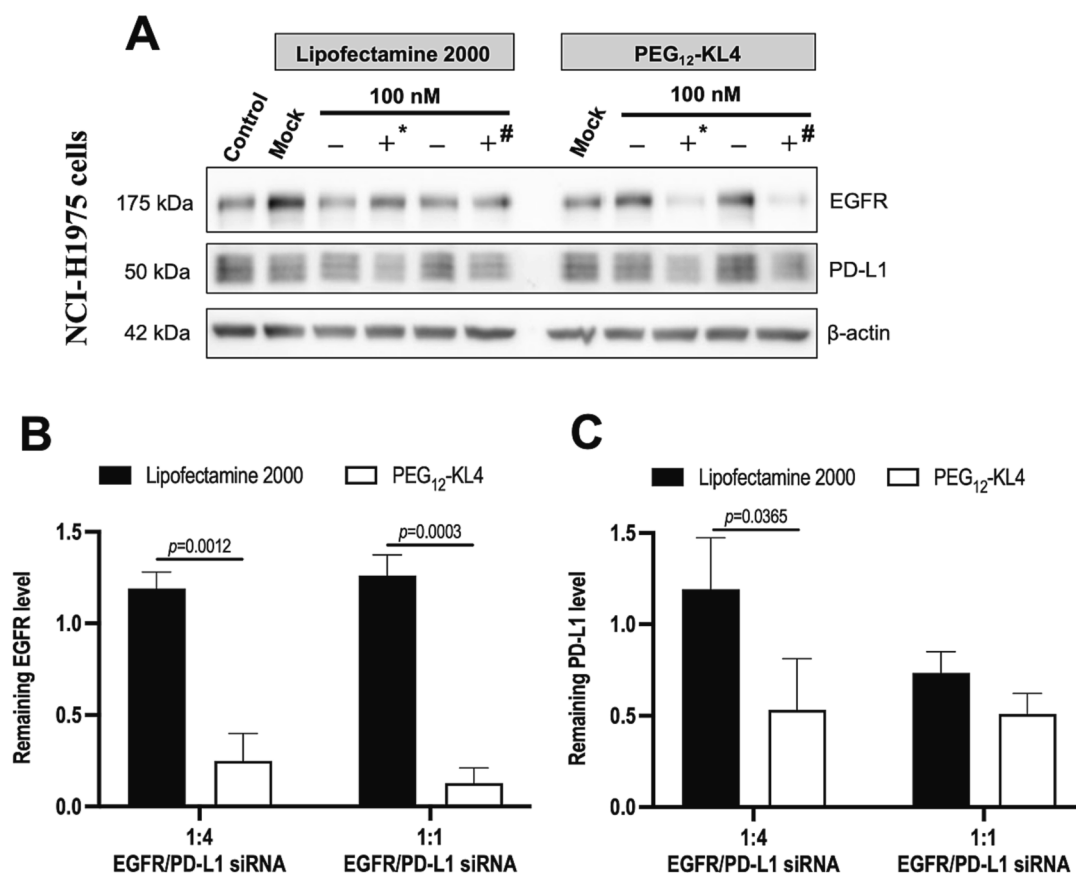 A
Lipofectamine 2000 PEG₁₂-KL4
100 nM 100 nM
Control Mock − +* − +# Mock − +* − +#
NCI-H1975 cells
175 kDa EGFR
50 kDa PD-L1
42 kDa β-actin
B
Lipofectamine 2000 PEG₁₂-KL4
Remaining EGFR level
1.5
1.0
0.5
0.0
p=0.0012 p=0.0003
1:4 1:1
EGFR/PD-L1 siRNA EGFR/PD-L1 siRNA
C
Lipofectamine 2000 PEG₁₂-KL4
Remaining PD-L1 level
1.5
1.0
0.5
0.0
p=0.0365
1:4 1:1
EGFR/PD-L1 siRNA EGFR/PD-L1 siRNA